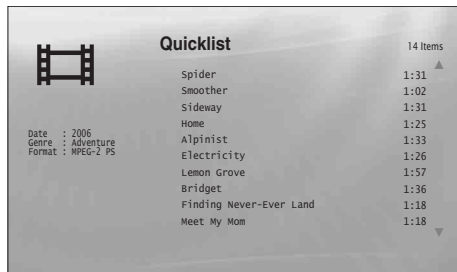 Quicklist
14 Items
Spider 1:31
Smoother 1:02
Sideway 1:31
Home 1:25
Alpinist 1:33
Electricity 1:26
Lemon Grove 1:57
Bridget 1:36
Finding Never-Ever Land 1:18
Meet My Mom 1:18
Date : 2006
Genre : Adventure
Format : MPEG-2 PS